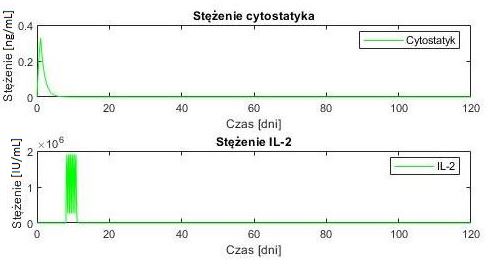 Stężenie cytostatyka
Stężenie [ng/mL]
0.4
0.2
0
Cytostatyk
0 20 40 60 80 100 120
Czas [dni]
Stężenie IL-2
×10^6
Stężenie [IU/mL]
2
1
0
IL-2
0 20 40 60 80 100 120
Czas [dni]